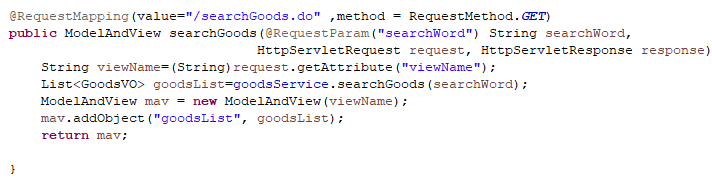 @RequestMapping(value="/searchGoods.do" ,method = RequestMethod.GET)
public ModelAndView searchGoods(@RequestParam("searchWord") String searchWord,
HttpServletRequest request, HttpServletResponse response)
String viewName=(String)request.getAttribute("viewName");
List<GoodsVO> goodsList=goodsService.searchGoods(searchWord);
ModelAndView mav = new ModelAndView(viewName);
mav.addObject("goodsList", goodsList);
return mav;
}